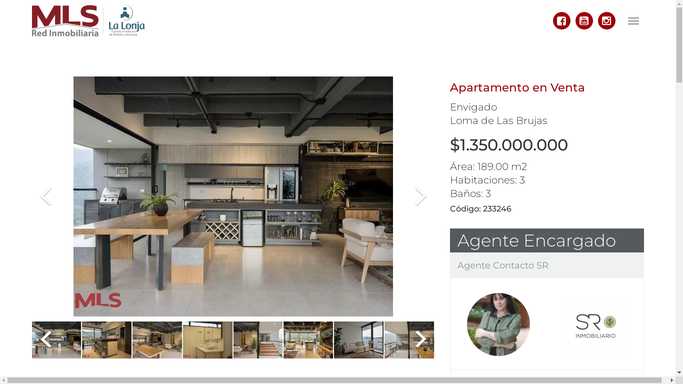 MLS
Red Inmobiliaria
La Lonja
Apartamento en Venta
Envigado
Loma de Las Brujas
$1.350.000.000
Área: 189.00 m2
Habitaciones: 3
Baños: 3
Código: 233246
Agente Encargado
Agente Contacto SR
MLS
SR
INMOBILIARIO